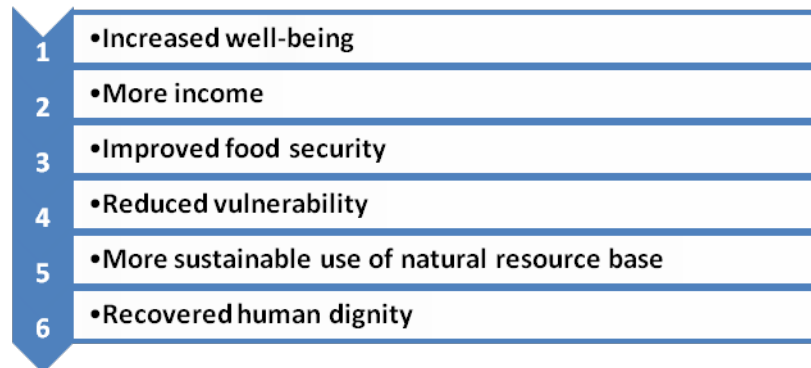 1 •Increased well-being
2 •More income
3 •Improved food security
4 •Reduced vulnerability
5 •More sustainable use of natural resource base
6 •Recovered human dignity